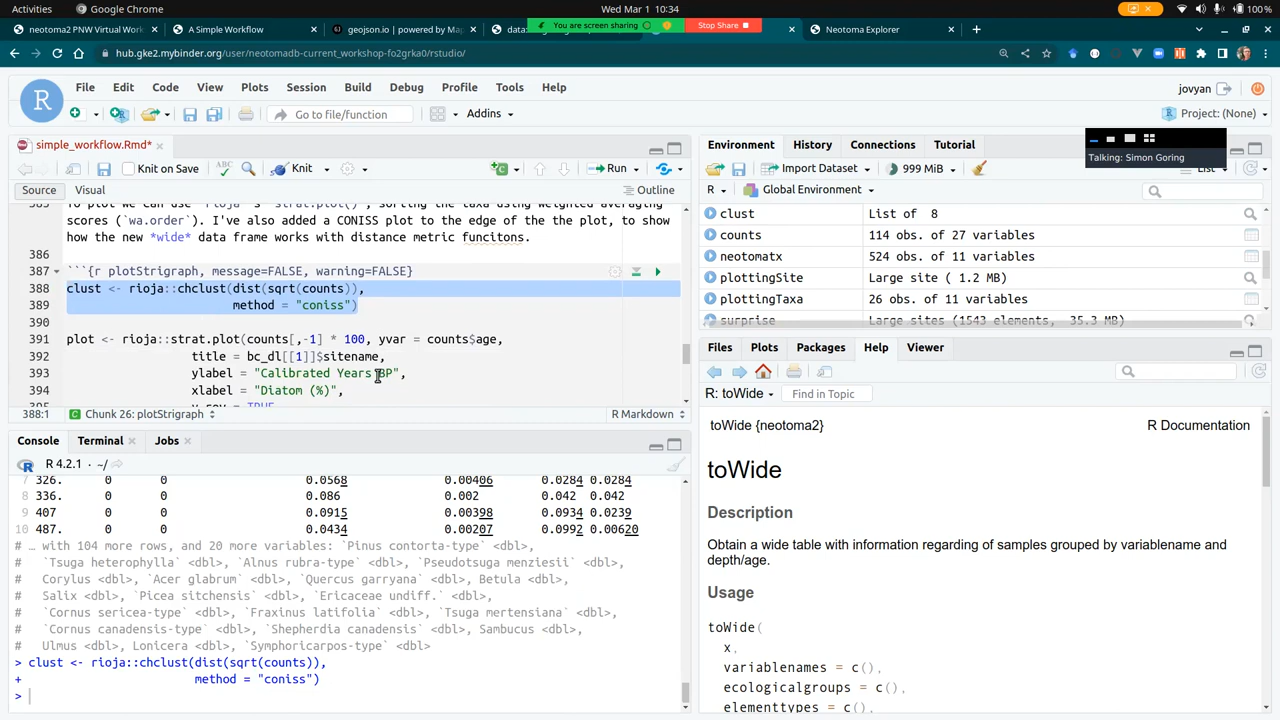 Activities
Google Chrome
Wed Mar 1 10:34
100 %
You are screen sharing
Stop Share
neotoma2 PNW Virtual Work
A Simple Workflow
geojson.io | powered by Ma
data
Neotoma Explorer
hub.gke2.mybinder.org/user/neotomadb-current_workshop-fo2grka0/rstudio/
File Edit Code View Plots Session Build Debug Profile Tools Help
jovyan
Go to file/function
Addins
Project: (None)
simple_workflow.Rmd*
Knit on Save
ABC
Knit
Run
Source Visual
Outline
scores (`wa.order`). I've also added a CONISS plot to the edge of the the plot, to show
how the new *wide* data frame works with distance metric funcitons.
386
387 ```{r plotStrigraph, message=FALSE, warning=FALSE}
388 clust <- rioja::chclust(dist(sqrt(counts)),
389 method = "coniss")
390
391 plot <- rioja::strat.plot(counts[,-1] * 100, yvar = counts$age,
392 title = bc_dl[[1]]$sitename,
393 ylabel = "Calibrated Years BP",
394 xlabel = "Diatom (%)",
388:1
Chunk 26: plotStrigraph
R Markdown
Console Terminal Jobs
R 4.2.1 · ~/
7 326. 0 0 0.0568 0.00406 0.0284 0.0284
8 336. 0 0 0.086 0.002 0.042 0.042
9 407 0 0 0.0915 0.00398 0.0934 0.0239
10 487. 0 0 0.0434 0.00207 0.0992 0.00620
# … with 104 more rows, and 20 more variables: `Pinus contorta-type` <dbl>,
# `Tsuga heterophylla` <dbl>, `Alnus rubra-type` <dbl>, `Pseudotsuga menziesii` <dbl>,
# Corylus <dbl>, `Acer glabrum` <dbl>, `Quercus garryana` <dbl>, Betula <dbl>,
# Salix <dbl>, `Picea sitchensis` <dbl>, `Ericaceae undiff.` <dbl>,
# `Cornus sericea-type` <dbl>, `Fraxinus latifolia` <dbl>, `Tsuga mertensiana` <dbl>,
# `Cornus canadensis-type` <dbl>, `Shepherdia canadensis` <dbl>, Sambucus <dbl>,
# Ulmus <dbl>, Lonicera <dbl>, `Symphoricarpos-type` <dbl>
> clust <- rioja::chclust(dist(sqrt(counts)),
+ method = "coniss")
>
Environment History Connections Tutorial
Talking: Simon Goring
Import Dataset
999 MiB
R
Global Environment
clust List of 8
counts 114 obs. of 27 variables
neotomatx 524 obs. of 11 variables
plottingSite Large site ( 1.2 MB)
plottingTaxa 26 obs. of 11 variables
surprise Large sites (1543 elements, 35.3 MB)
Files Plots Packages Help Viewer
R: toWide
Find in Topic
toWide {neotoma2}
R Documentation
toWide
Description
Obtain a wide table with information regarding of samples grouped by variablename and
depth/age.
Usage
toWide(
x,
variablenames = c(),
ecologicalgroups = c(),
elementtypes = c(),